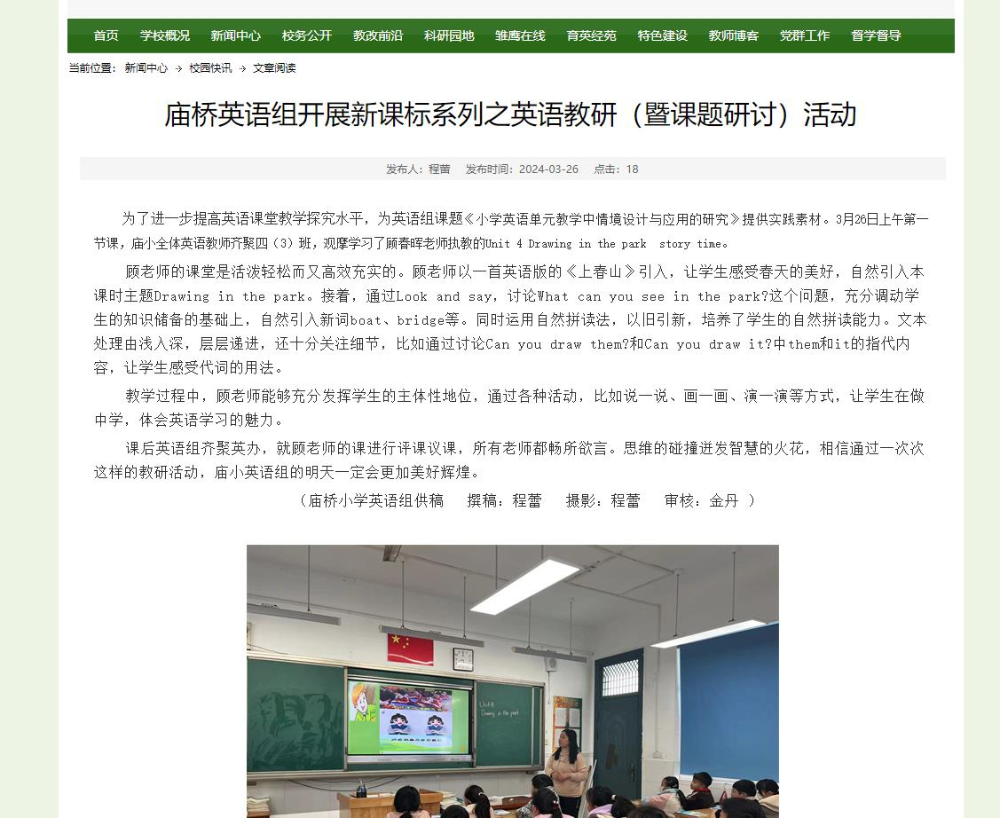 首页 学校概况 新闻中心 校务公开 教改前沿 科研园地 雏鹰在线 育英经苑 特色建设 教师博客 党群工作 督学督导
当前位置： 新闻中心 → 校园快讯 → 文章阅读
庙桥英语组开展新课标系列之英语教研（暨课题研讨）活动
发布人：程蕾 发布时间：2024-03-26 点击：18
为了进一步提高英语课堂教学探究水平，为英语组课题《小学英语单元教学中情境设计与应用的研究》提供实践素材。3月26日上午第一
节课，庙小全体英语教师齐聚四（3）班，观摩学习了顾春晖老师执教的Unit 4 Drawing in the park story time。
顾老师的课堂是活泼轻松而又高效充实的。顾老师以一首英语版的《上春山》引入，让学生感受春天的美好，自然引入本
课时主题Drawing in the park。接着，通过Look and say，讨论What can you see in the park?这个问题，充分调动学
生的知识储备的基础上，自然引入新词boat、bridge等。同时运用自然拼读法，以旧引新，培养了学生的自然拼读能力。文本
处理由浅入深，层层递进，还十分关注细节，比如通过讨论Can you draw them?和Can you draw it?中them和it的指代内
容，让学生感受代词的用法。
教学过程中，顾老师能够充分发挥学生的主体性地位，通过各种活动，比如说一说、画一画、演一演等方式，让学生在做
中学，体会英语学习的魅力。
课后英语组齐聚英办，就顾老师的课进行评课议课，所有老师都畅所欲言。思维的碰撞迸发智慧的火花，相信通过一次次
这样的教研活动，庙小英语组的明天一定会更加美好辉煌。
（庙桥小学英语组供稿 撰稿：程蕾 摄影：程蕾 审核：金丹 ）
Unit 4
Drawing in the park